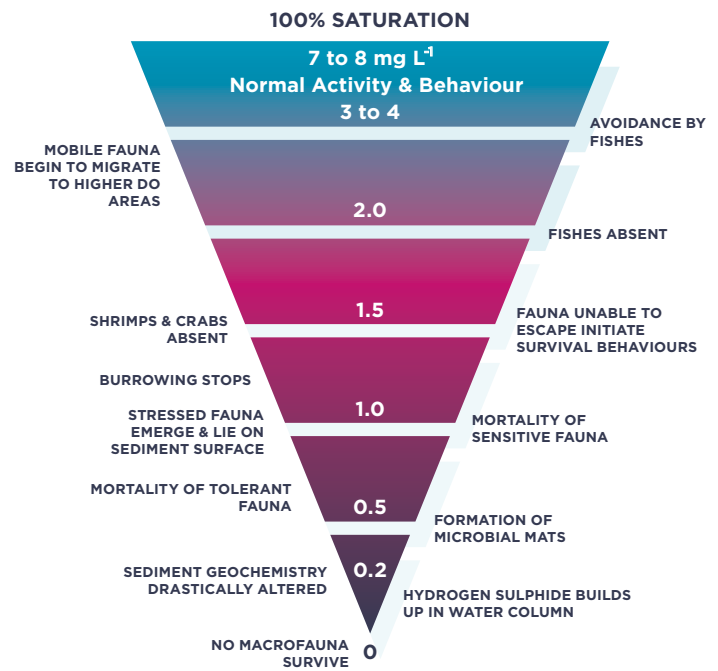 100% SATURATION
7 to 8 mg L⁻¹
Normal Activity & Behaviour
3 to 4
AVOIDANCE BY
FISHES
MOBILE FAUNA
BEGIN TO MIGRATE
TO HIGHER DO
AREAS
2.0
FISHES ABSENT
1.5
SHRIMPS & CRABS
ABSENT
FAUNA UNABLE TO
ESCAPE INITIATE
SURVIVAL BEHAVIOURS
BURROWING STOPS
1.0
STRESSED FAUNA
EMERGE & LIE ON
SEDIMENT SURFACE
MORTALITY OF
SENSITIVE FAUNA
MORTALITY OF TOLERANT
FAUNA
0.5
FORMATION OF
MICROBIAL MATS
0.2
SEDIMENT GEOCHEMISTRY
DRASTICALLY ALTERED
HYDROGEN SULPHIDE BUILDS
UP IN WATER COLUMN
NO MACROFAUNA
SURVIVE
0